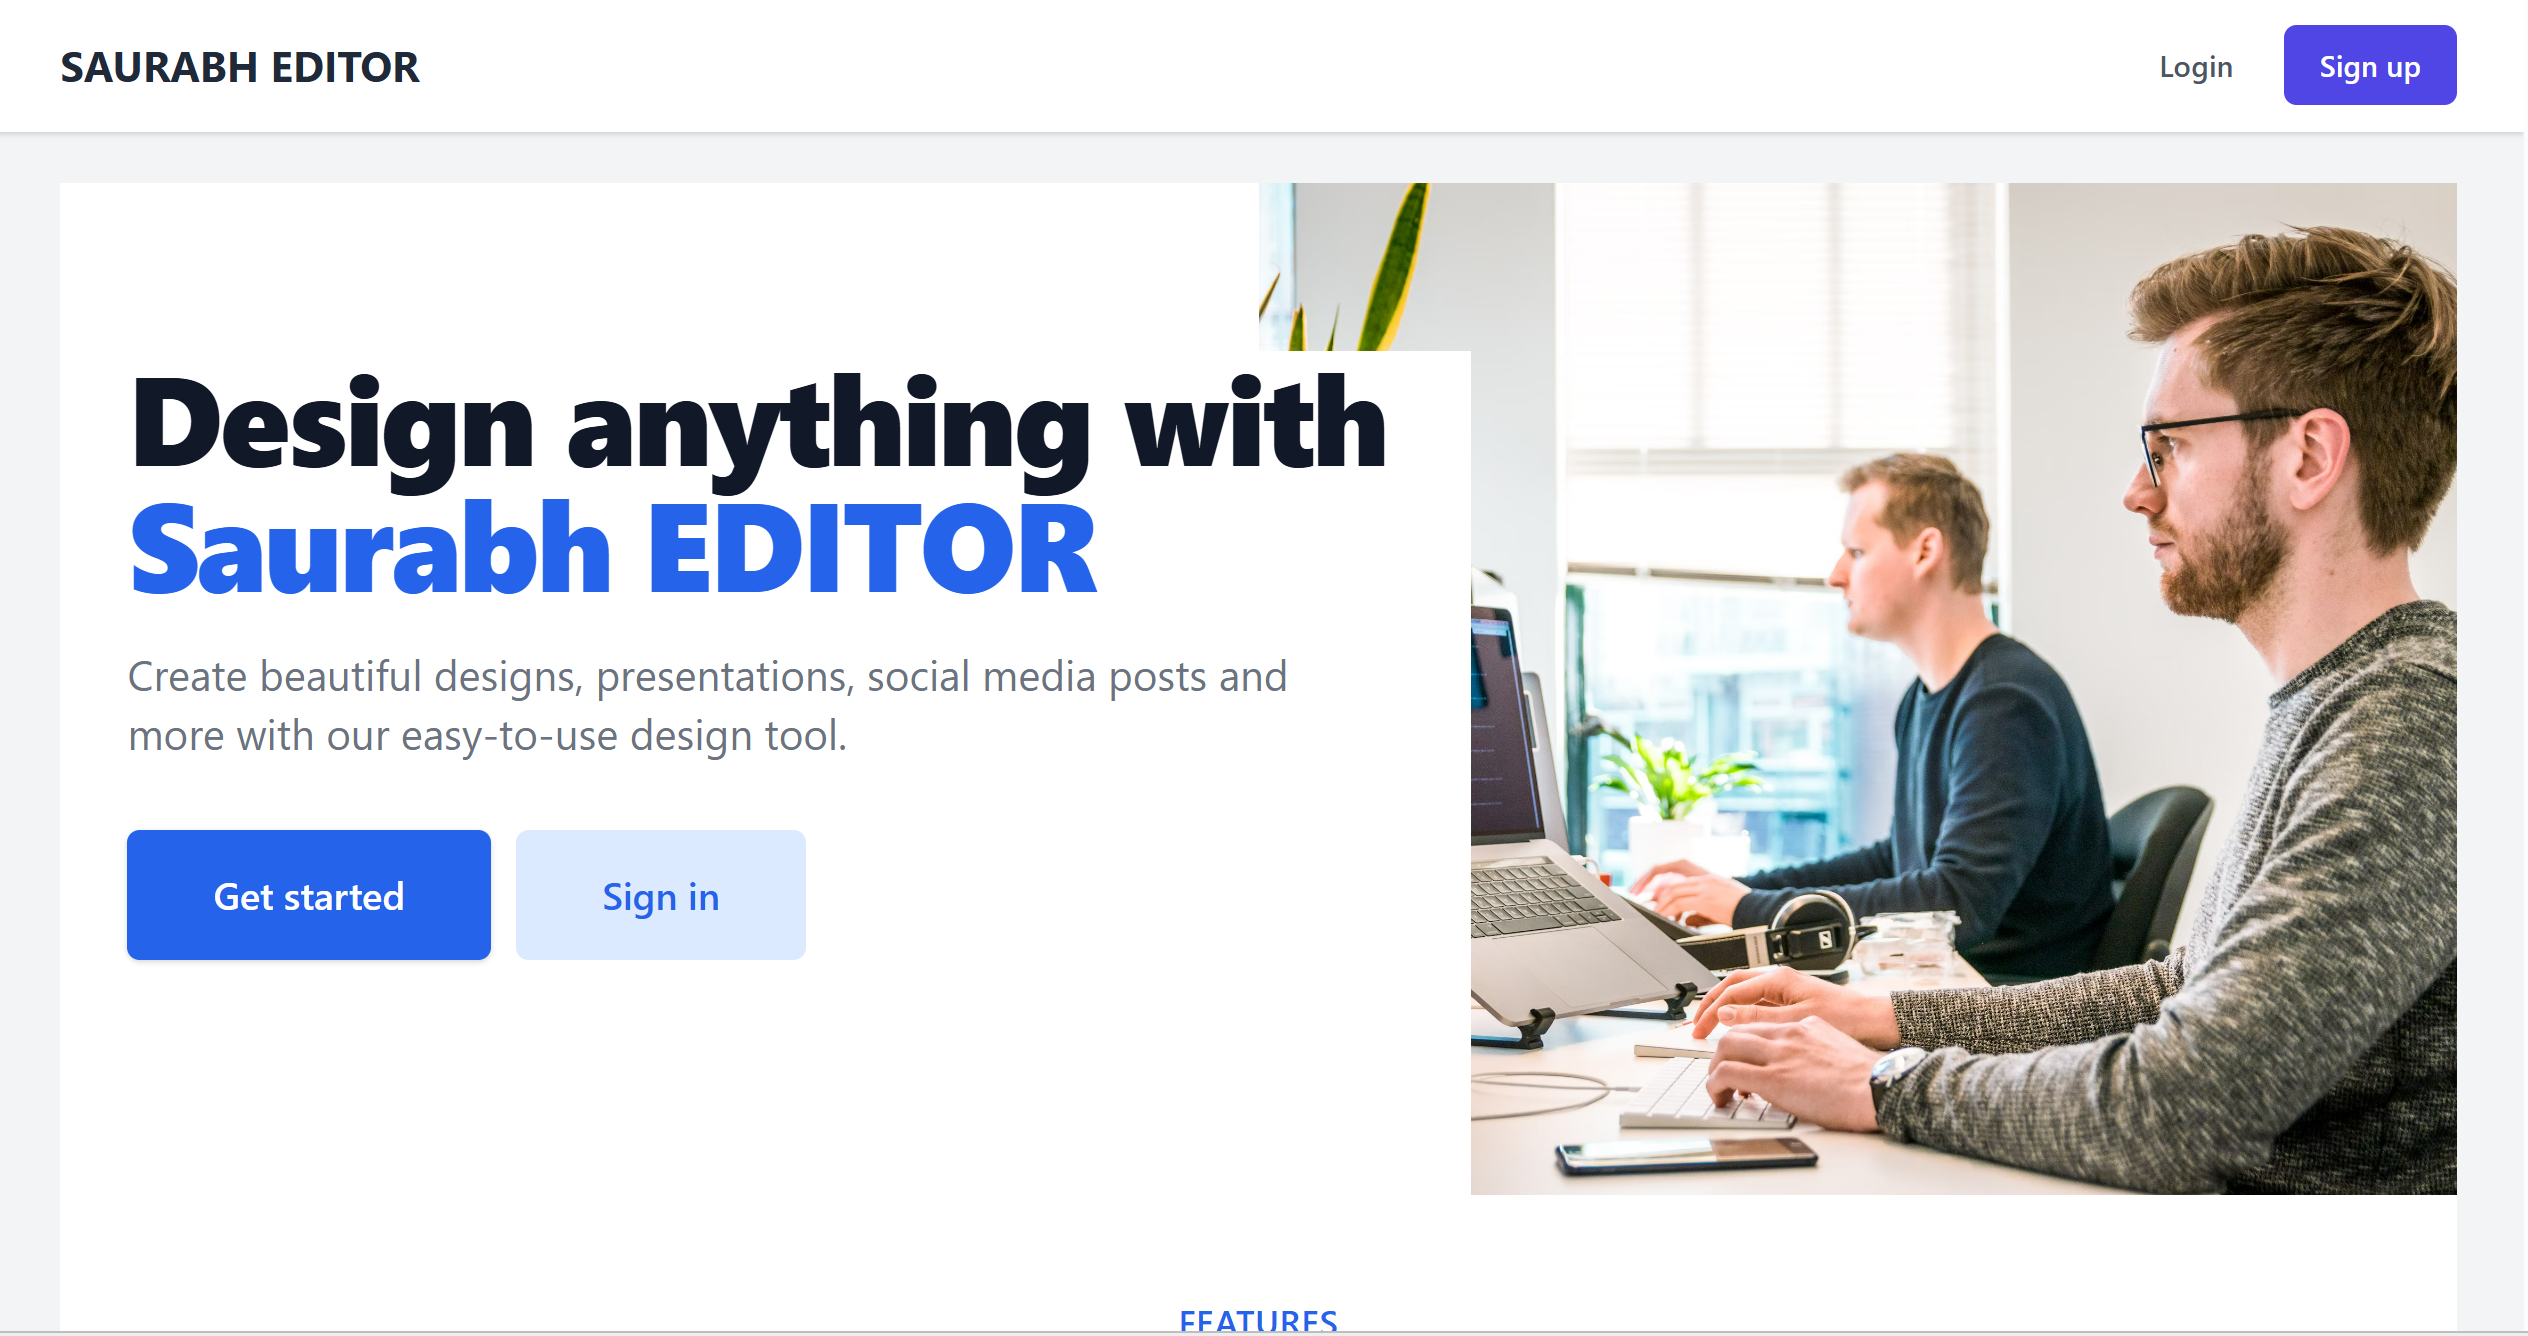 SAURABH EDITOR
Login
Sign up
Design anything with
Saurabh EDITOR
Create beautiful designs, presentations, social media posts and
more with our easy-to-use design tool.
Get started
Sign in
FEATURES